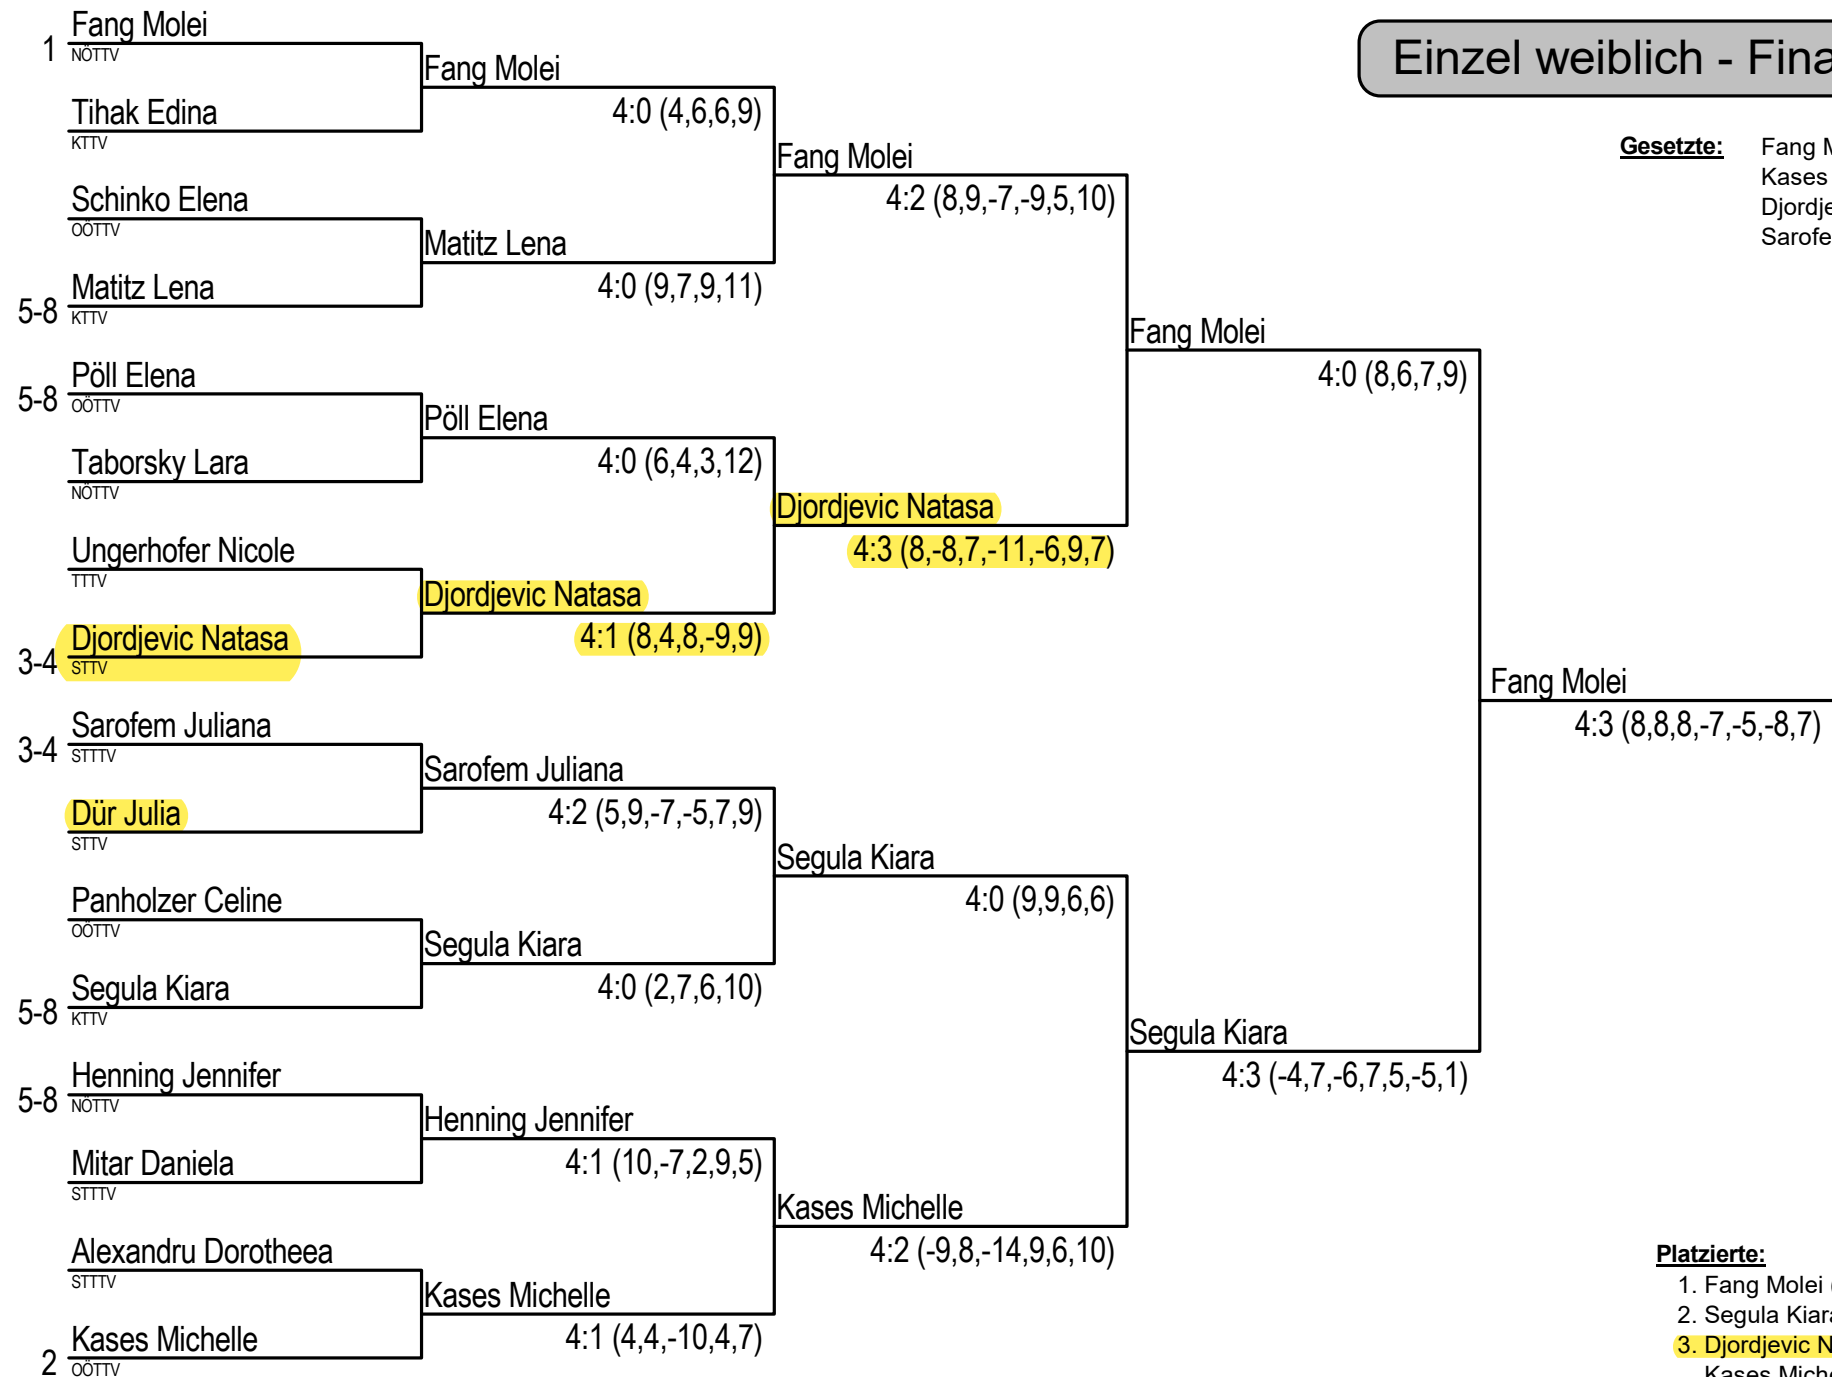 Einzel weiblich - Fina
Gesetzte: Fang M
Kases
Djordje
Sarofe
1 Fang Molei
NÖTTV
Tihak Edina
KTTV
Schinko Elena
OÖTTV
5-8 Matitz Lena
KTTV
5-8 Pöll Elena
OÖTTV
Taborsky Lara
NÖTTV
Ungerhofer Nicole
TTTV
3-4 Djordjevic Natasa
STTV
3-4 Sarofem Juliana
STTTV
Dür Julia
STTV
Panholzer Celine
OÖTTV
5-8 Segula Kiara
KTTV
5-8 Henning Jennifer
NÖTTV
Mitar Daniela
STTTV
Alexandru Dorotheea
STTTV
2 Kases Michelle
OÖTTV
Fang Molei
4:0 (4,6,6,9)
Matitz Lena
4:0 (9,7,9,11)
Pöll Elena
4:0 (6,4,3,12)
Djordjevic Natasa
4:1 (8,4,8,-9,9)
Sarofem Juliana
4:2 (5,9,-7,-5,7,9)
Segula Kiara
4:0 (2,7,6,10)
Henning Jennifer
4:1 (10,-7,2,9,5)
Kases Michelle
4:1 (4,4,-10,4,7)
Fang Molei
4:2 (8,9,-7,-9,5,10)
Djordjevic Natasa
4:3 (8,-8,7,-11,-6,9,7)
Segula Kiara
4:0 (9,9,6,6)
Kases Michelle
4:2 (-9,8,-14,9,6,10)
Fang Molei
4:0 (8,6,7,9)
Segula Kiara
4:3 (-4,7,-6,7,5,-5,1)
Fang Molei
4:3 (8,8,8,-7,-5,-8,7)
Platzierte:
1. Fang Molei (
2. Segula Kiara
3. Djordjevic N
Kases Miche